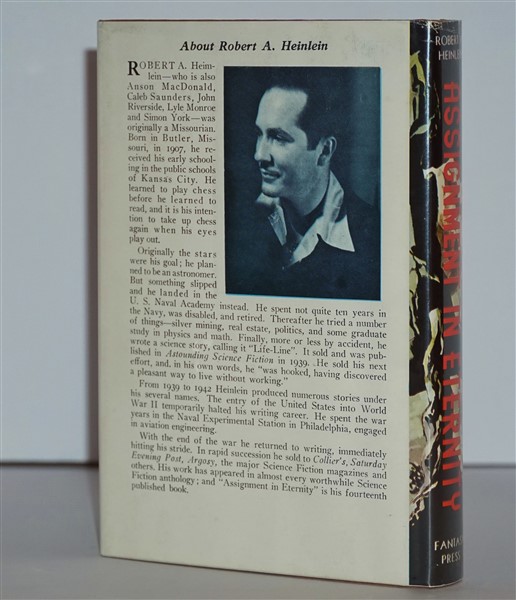 About Robert A. Heinlein
ROBERT A. Hein-
lein—who is also
Anson MacDonald,
Caleb Saunders, John
Riverside, Lyle Monroe
and Simon York—was
originally a Missourian.
Born in Butler, Mis-
souri, in 1907, he re-
ceived his early school-
ing in the public schools
of Kansas City. He
learned to play chess
before he learned to
read, and it is his inten-
tion to take up chess
again when his eyes
play out.
Originally the stars
were his goal; he plan-
ned to be an astronomer.
But something slipped
and he landed in the
U. S. Naval Academy instead. He spent not quite ten years in
the Navy, was disabled, and retired. Thereafter he tried a number
of things—silver mining, real estate, politics, and some graduate
study in physics and math. Finally, more or less by accident, he
wrote a science story, calling it "Life-Line". It sold and was pub-
lished in Astounding Science Fiction in 1939. He sold his next
effort, and, in his own words, he "was hooked, having discovered
a pleasant way to live without working."
From 1939 to 1942 Heinlein produced numerous stories under
his several names. The entry of the United States into World
War II temporarily halted his writing career. He spent the war
years in the Naval Experimental Station in Philadelphia, engaged
in aviation engineering.
With the end of the war he returned to writing, immediately
hitting his stride. In rapid succession he sold to Collier's, Saturday
Evening Post, Argosy, the major Science Fiction magazines and
others. His work has appeared in almost every worthwhile Science
Fiction anthology; and "Assignment in Eternity" is his fourteenth
published book.
ROBERT
HEINLEI
ASSIGNMENT IN ETERNITY
FANTA
PRESS